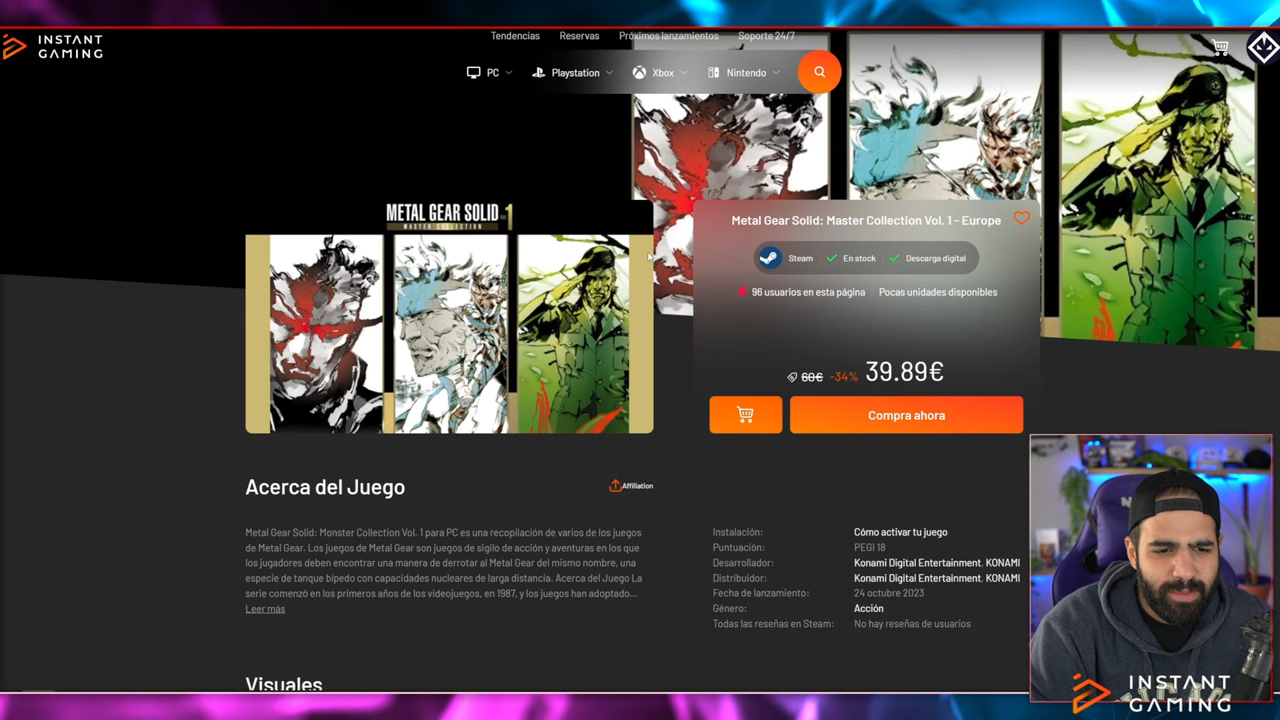 INSTANT
GAMING
Tendencias
Reservas
Próximos lanzamientos
Soporte 24/7
PC
Playstation
Xbox
Nintendo
METAL GEAR SOLID
MASTER COLLECTION
Metal Gear Solid: Master Collection Vol. 1 - Europe
Steam
En stock
Descarga digital
96 usuarios en esta página
Pocas unidades disponibles
60€ -34% 39.89€
Compra ahora
Acerca del Juego
Affiliation
Metal Gear Solid: Monster Collection Vol. 1 para PC es una recopilación de varios de los juegos
de Metal Gear. Los juegos de Metal Gear son juegos de sigilo de acción y aventuras en los que
los jugadores deben encontrar una manera de derrotar al Metal Gear del mismo nombre, una
especie de tanque bípedo con capacidades nucleares de larga distancia. Acerca del Juego La
serie comenzó en los primeros años de los videojuegos, en 1987, y los juegos han adoptado...
Leer más
Instalación: Cómo activar tu juego
Puntuación: PEGI 18
Desarrollador: Konami Digital Entertainment, KONAMI
Distribuidor: Konami Digital Entertainment, KONAMI
Fecha de lanzamiento: 24 octubre 2023
Género: Acción
Todas las reseñas en Steam: No hay reseñas de usuarios
Visuales
INSTANT
GAMING